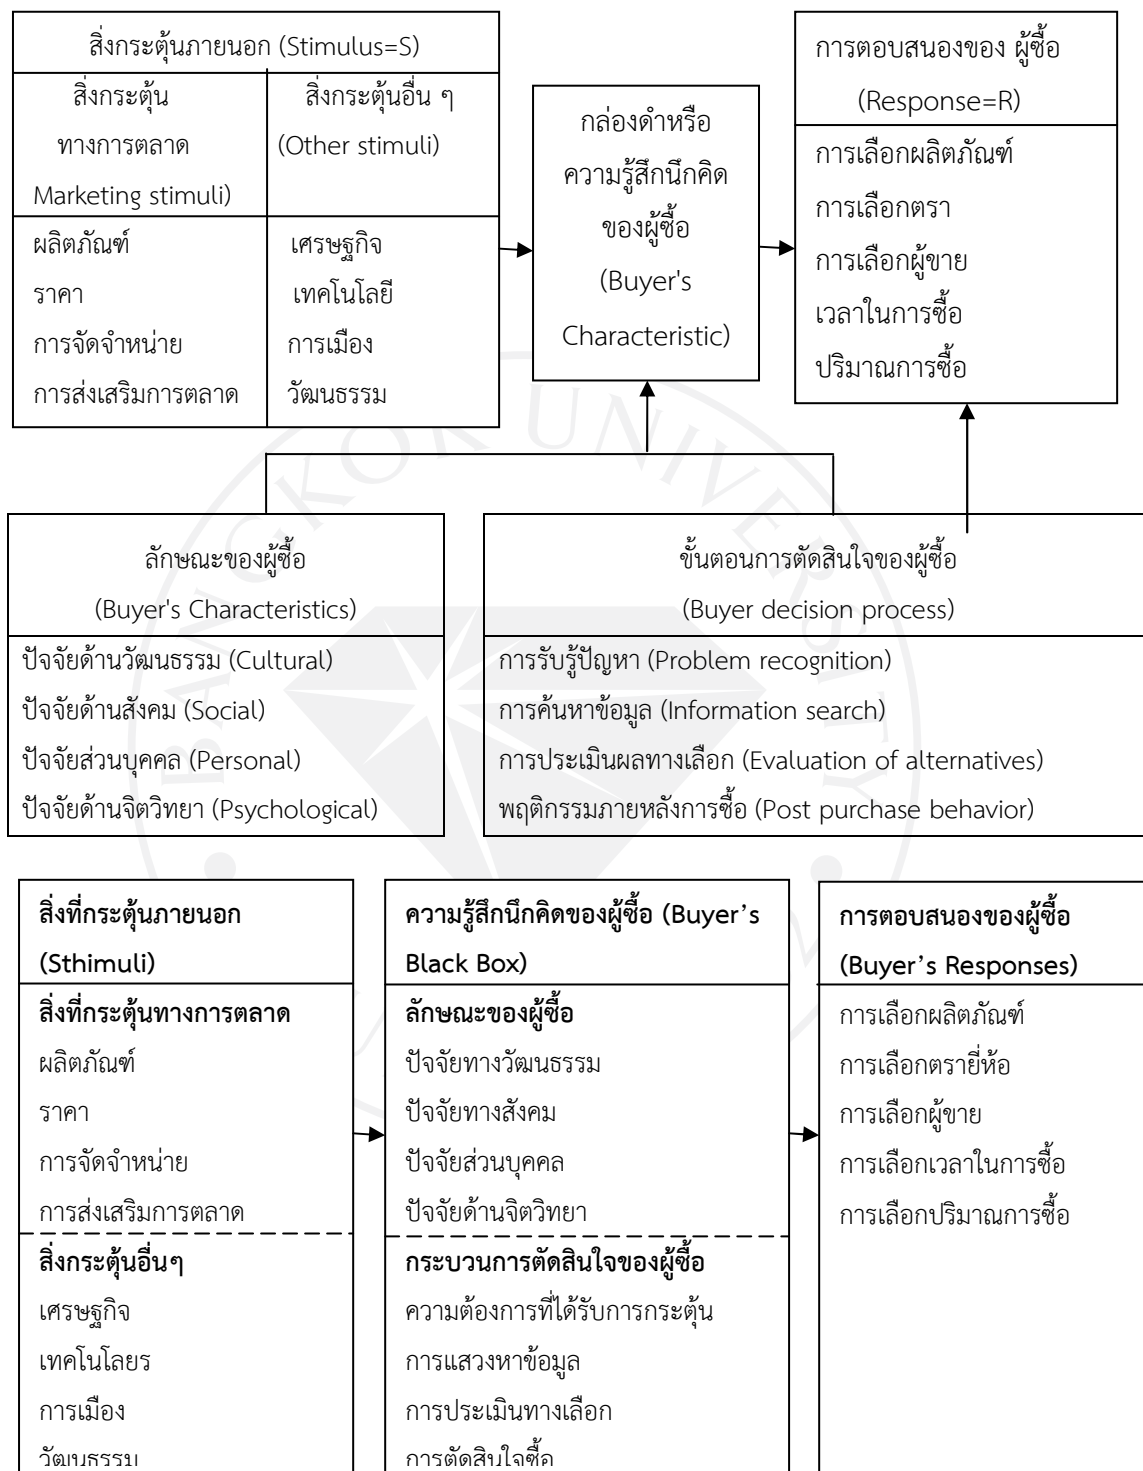 สิ่งกระตุ้นภายนอก (Stimulus=S)
สิ่งกระตุ้น
ทางการตลาด
Marketing stimuli)
สิ่งกระตุ้นอื่น ๆ
(Other stimuli)
ผลิตภัณฑ์
ราคา
การจัดจำหน่าย
การส่งเสริมการตลาด
เศรษฐกิจ
เทคโนโลยี
การเมือง
วัฒนธรรม
กล่องดำหรือ
ความรู้สึกนึกคิด
ของผู้ซื้อ
(Buyer's
Characteristic)
การตอบสนองของ ผู้ซื้อ
(Response=R)
การเลือกผลิตภัณฑ์
การเลือกตรา
การเลือกผู้ขาย
เวลาในการซื้อ
ปริมาณการซื้อ
ลักษณะของผู้ซื้อ
(Buyer's Characteristics)
ปัจจัยด้านวัฒนธรรม (Cultural)
ปัจจัยด้านสังคม (Social)
ปัจจัยส่วนบุคคล (Personal)
ปัจจัยด้านจิตวิทยา (Psychological)
ขั้นตอนการตัดสินใจของผู้ซื้อ
(Buyer decision process)
การรับรู้ปัญหา (Problem recognition)
การค้นหาข้อมูล (Information search)
การประเมินผลทางเลือก (Evaluation of alternatives)
พฤติกรรมภายหลังการซื้อ (Post purchase behavior)
สิ่งที่กระตุ้นภายนอก
(Sthimuli)
สิ่งที่กระตุ้นทางการตลาด
ผลิตภัณฑ์
ราคา
การจัดจำหน่าย
การส่งเสริมการตลาด
สิ่งกระตุ้นอื่นๆ
เศรษฐกิจ
เทคโนโลยร
การเมือง
วัฒนธรรม
ความรู้สึกนึกคิดของผู้ซื้อ (Buyer’s
Black Box)
ลักษณะของผู้ซื้อ
ปัจจัยทางวัฒนธรรม
ปัจจัยทางสังคม
ปัจจัยส่วนบุคคล
ปัจจัยด้านจิตวิทยา
กระบวนการตัดสินใจของผู้ซื้อ
ความต้องการที่ได้รับการกระตุ้น
การแสวงหาข้อมูล
การประเมินทางเลือก
การตัดสินใจซื้อ
การตอบสนองของผู้ซื้อ
(Buyer’s Responses)
การเลือกผลิตภัณฑ์
การเลือกตรายี่ห้อ
การเลือกผู้ขาย
การเลือกเวลาในการซื้อ
การเลือกปริมาณการซื้อ
BANGKOK UNIVERSITY